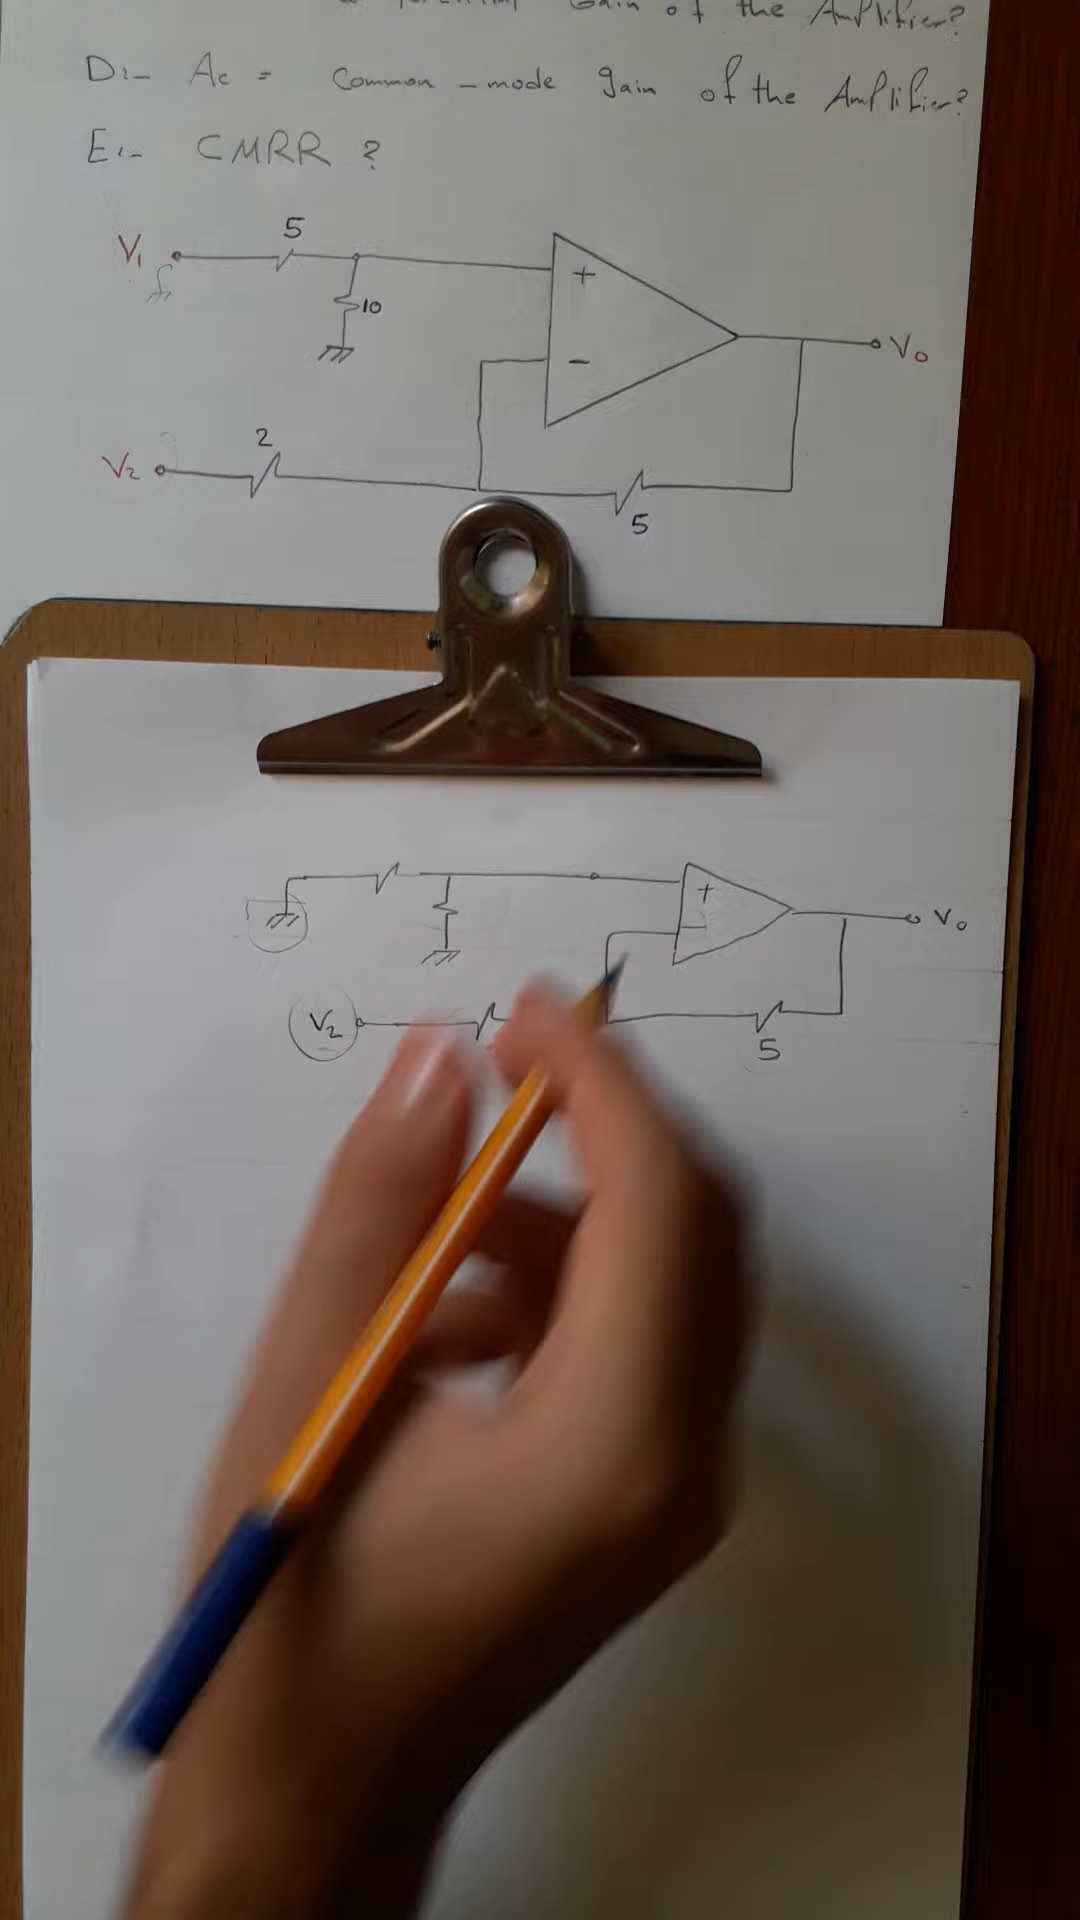 Gain of the Amplifier?
D:- Ac = Common-mode gain of the Amplifier?
E:- CMRR ?
5
V1
+
10
-
Vo
2
V2
5
+
-
Vo
V2
5